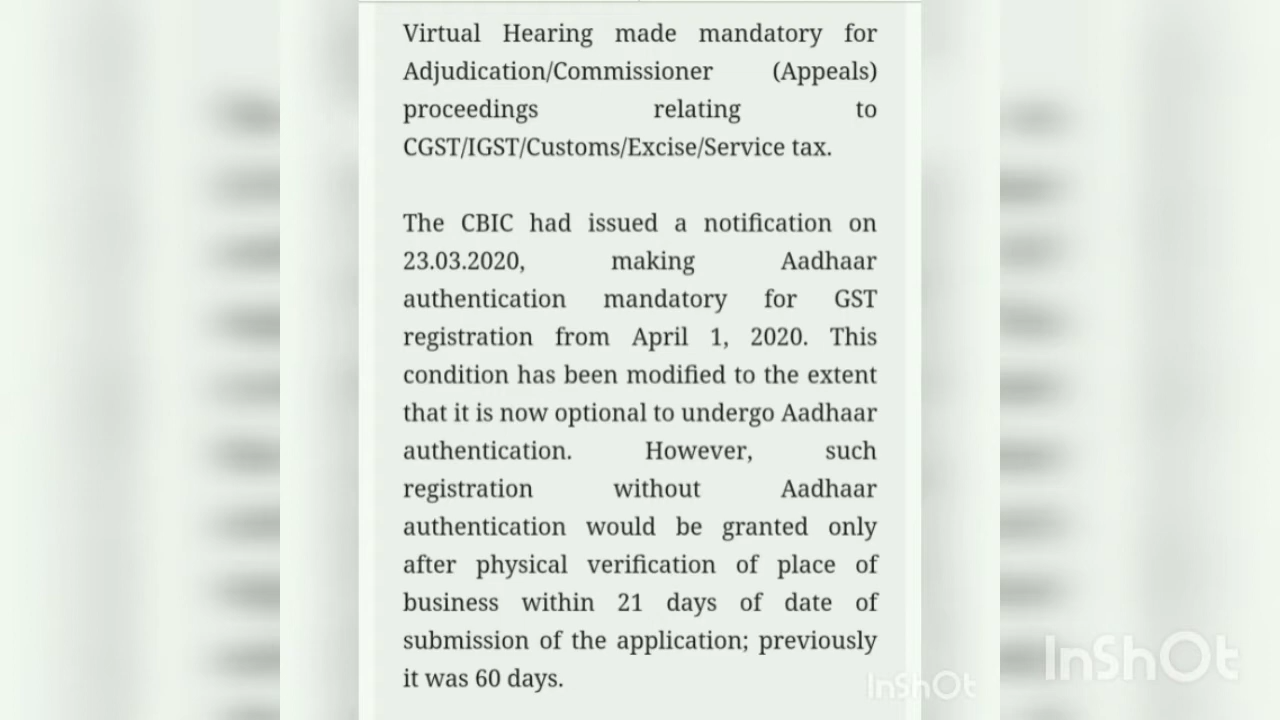 Virtual Hearing made mandatory for
Adjudication/Commissioner (Appeals)
proceedings relating to
CGST/IGST/Customs/Excise/Service tax.
The CBIC had issued a notification on
23.03.2020, making Aadhaar
authentication mandatory for GST
registration from April 1, 2020. This
condition has been modified to the extent
that it is now optional to undergo Aadhaar
authentication. However, such
registration without Aadhaar
authentication would be granted only
after physical verification of place of
business within 21 days of date of
submission of the application; previously
it was 60 days.
InShOt
InShOt